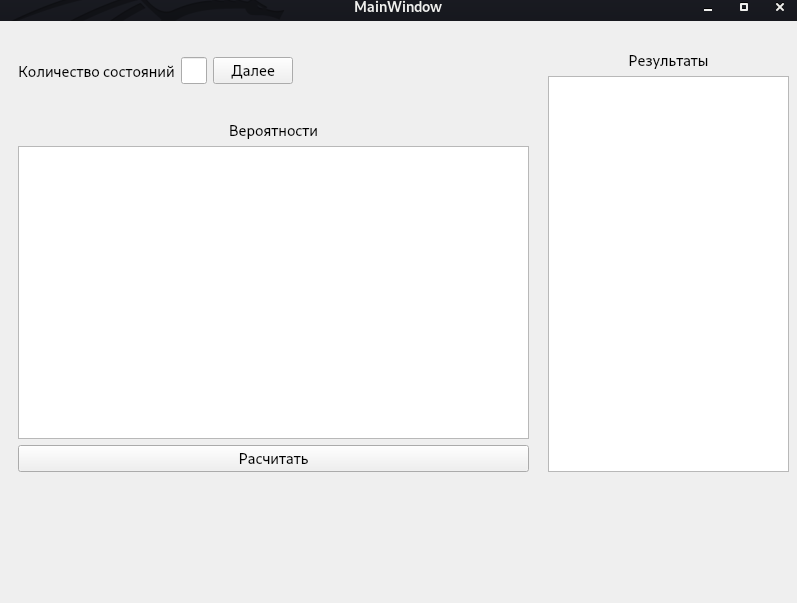 MainWindow
Количество состояний
Далее
Результаты
Вероятности
Расчитать